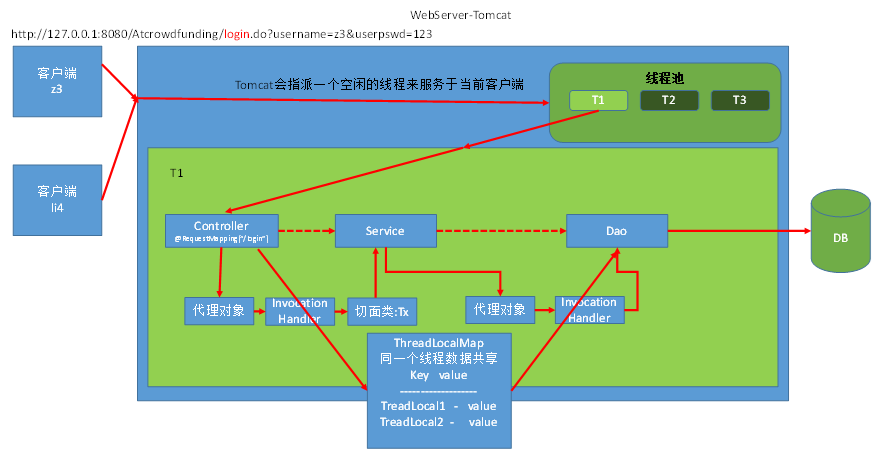 WebServer-Tomcat
http://127.0.0.1:8080/Atcrowdfunding/login.do?username=z3&userpswd=123
客户端
z3
Tomcat会指派一个空闲的线程来服务于当前客户端
线程池
T1
T2
T3
客户端
li4
T1
Controller
@RequestMapping("/login")
Service
Dao
DB
代理对象
Invocation
Handler
切面类:Tx
代理对象
Invocation
Handler
ThreadLocalMap
同一个线程数据共享
Key value
-------------------
TreadLocal1 - value
TreadLocal2 - value